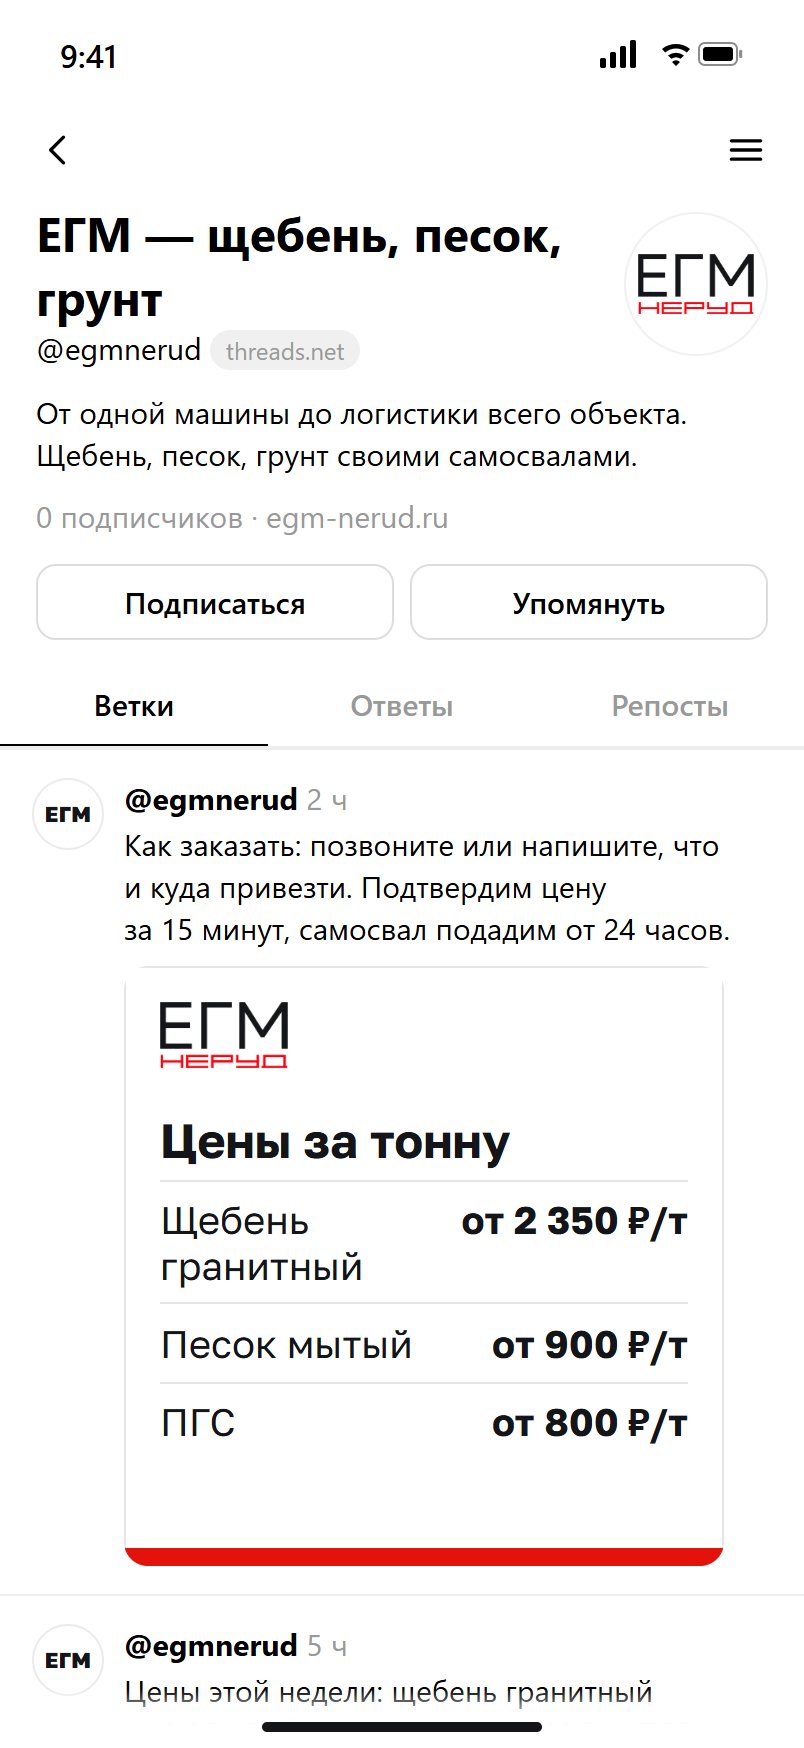 9:41
ЕГМ — щебень, песок,
грунт
ЕГМ
НЕРУД
@egmnerud threads.net
От одной машины до логистики всего объекта.
Щебень, песок, грунт своими самосвалами.
0 подписчиков · egm-nerud.ru
Подписаться Упомянуть
Ветки Ответы Репосты
ЕГМ
@egmnerud 2 ч
Как заказать: позвоните или напишите, что
и куда привезти. Подтвердим цену
за 15 минут, самосвал подадим от 24 часов.
ЕГМ
НЕРУД
Цены за тонну
Щебень от 2 350 ₽/т
гранитный
Песок мытый от 900 ₽/т
ПГС от 800 ₽/т
ЕГМ
@egmnerud 5 ч
Цены этой недели: щебень гранитный